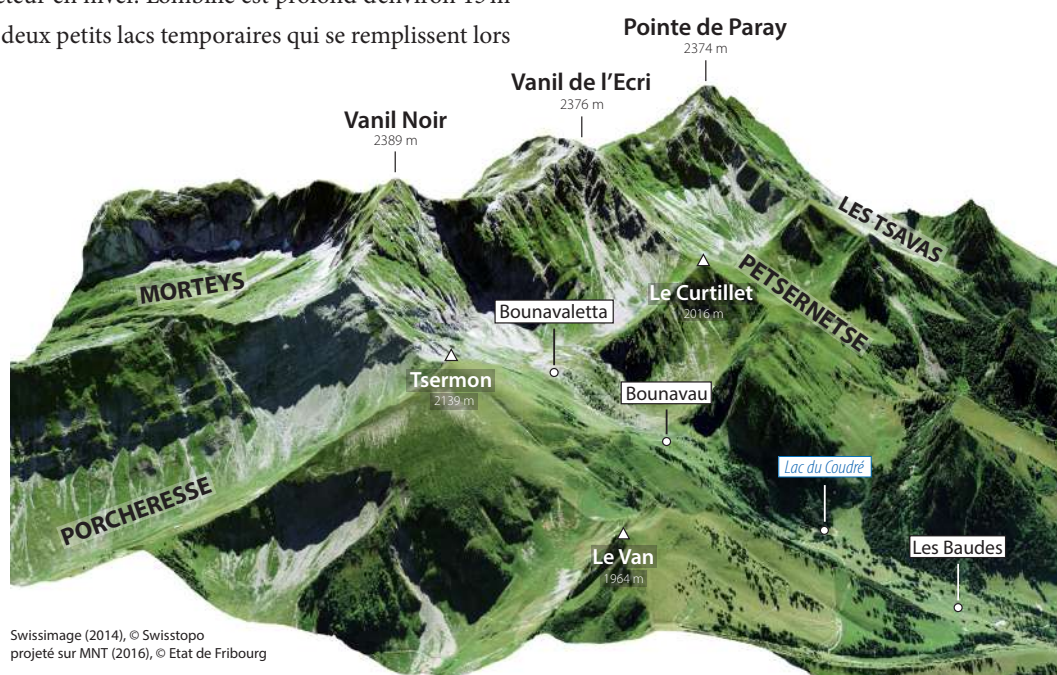 deux petits lacs temporaires qui se remplissent lors
Pointe de Paray
2374 m
Vanil de l'Ecri
2376 m
Vanil Noir
2389 m
LES TSAVAS
MORTEYS
PETSERNETSE
Le Curtillet
2016 m
Bounavaletta
Tsermon
2139 m
Bounavau
Lac du Coudré
PORCHERESSE
Les Baudes
Le Van
1964 m
Swissimage (2014), © Swisstopo
projeté sur MNT (2016), © Etat de Fribourg